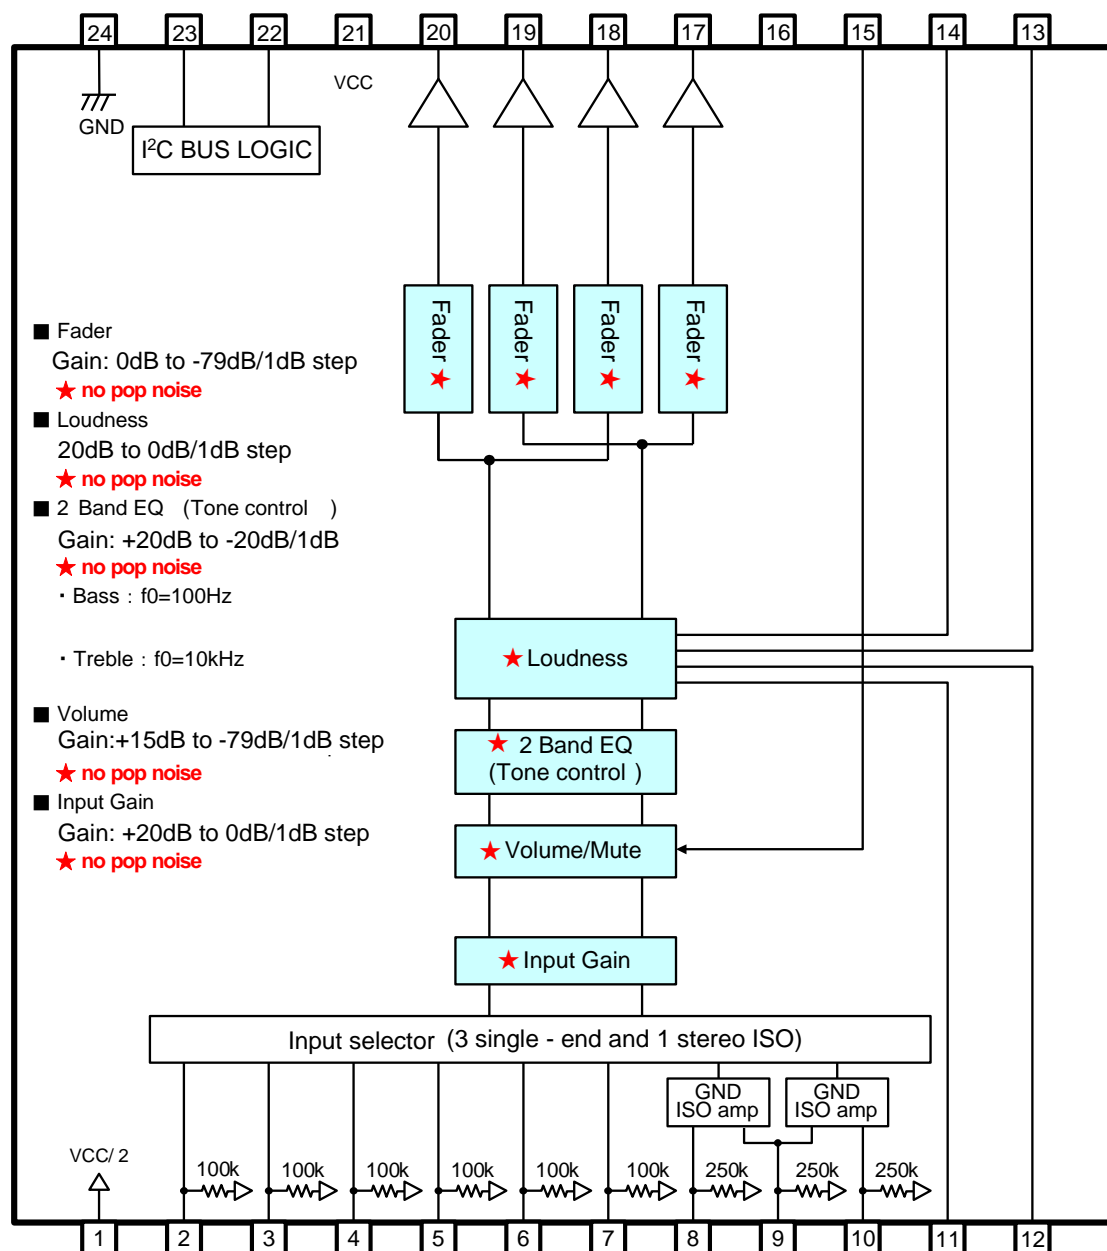 24 23 22 21 20 19 18 17 16 15 14 13
VCC
GND
I²C BUS LOGIC
Fader
Fader
Fader
Fader
■ Fader
Gain: 0dB to -79dB/1dB step
★ no pop noise
■ Loudness
20dB to 0dB/1dB step
★ no pop noise
■ 2 Band EQ (Tone control )
Gain: +20dB to -20dB/1dB
★ no pop noise
・Bass : f0=100Hz
・Treble : f0=10kHz
■ Volume
Gain:+15dB to -79dB/1dB step
★ no pop noise
■ Input Gain
Gain: +20dB to 0dB/1dB step
★ no pop noise
★ Loudness
★ 2 Band EQ
(Tone control )
★ Volume/Mute
★ Input Gain
Input selector (3 single - end and 1 stereo ISO)
GND
ISO amp
GND
ISO amp
VCC/ 2
100k 100k 100k 100k 100k 100k 250k 250k 250k
1 2 3 4 5 6 7 8 9 10 11 12